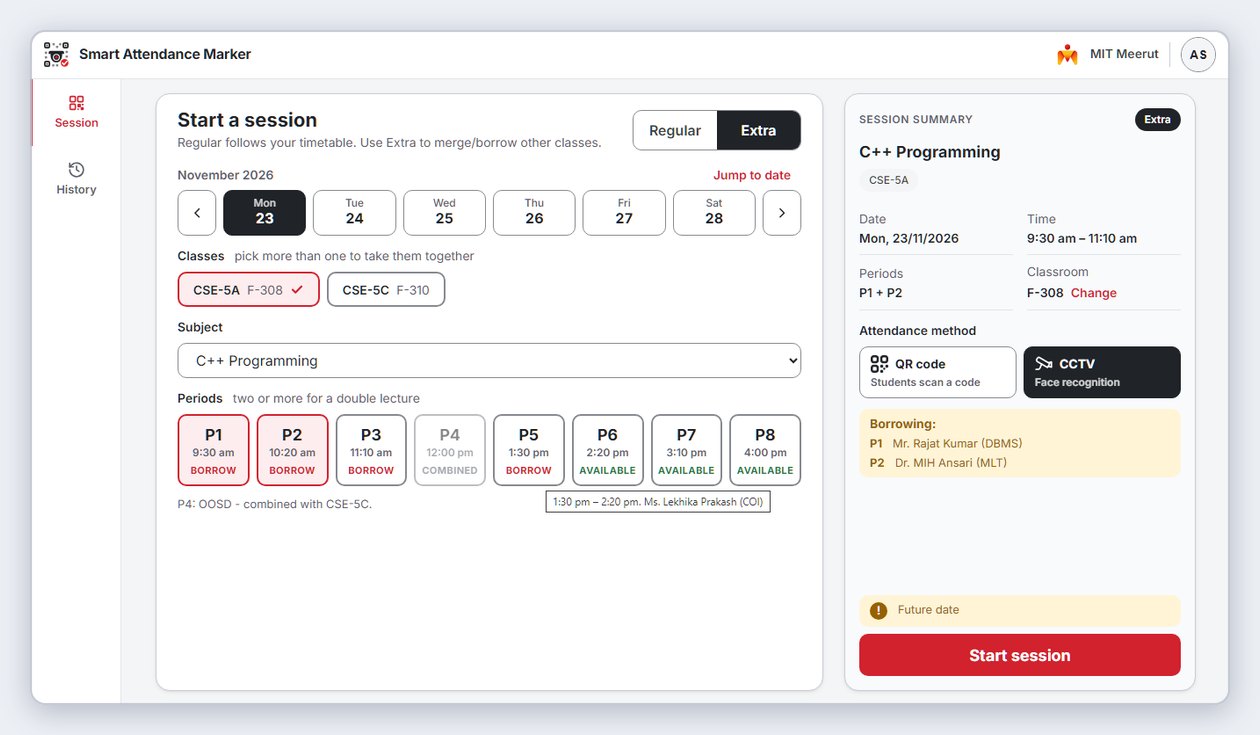 Smart Attendance Marker
MIT Meerut
AS
Session
History
Start a session
Regular follows your timetable. Use Extra to merge/borrow other classes.
Regular
Extra
November 2026
Jump to date
Mon
23
Tue
24
Wed
25
Thu
26
Fri
27
Sat
28
Classes pick more than one to take them together
CSE-5A F-308
CSE-5C F-310
Subject
C++ Programming
Periods two or more for a double lecture
P1
9:30 am
BORROW
P2
10:20 am
BORROW
P3
11:10 am
BORROW
P4
12:00 pm
COMBINED
P5
1:30 pm
BORROW
P6
2:20 pm
AVAILABLE
P7
3:10 pm
AVAILABLE
P8
4:00 pm
AVAILABLE
P4: OOSD - combined with CSE-5C.
1:30 pm – 2:20 pm. Ms. Lekhika Prakash (COI)
SESSION SUMMARY
Extra
C++ Programming
CSE-5A
Date
Mon, 23/11/2026
Time
9:30 am – 11:10 am
Periods
P1 + P2
Classroom
F-308 Change
Attendance method
QR code
Students scan a code
CCTV
Face recognition
Borrowing:
P1 Mr. Rajat Kumar (DBMS)
P2 Dr. MIH Ansari (MLT)
Future date
Start session